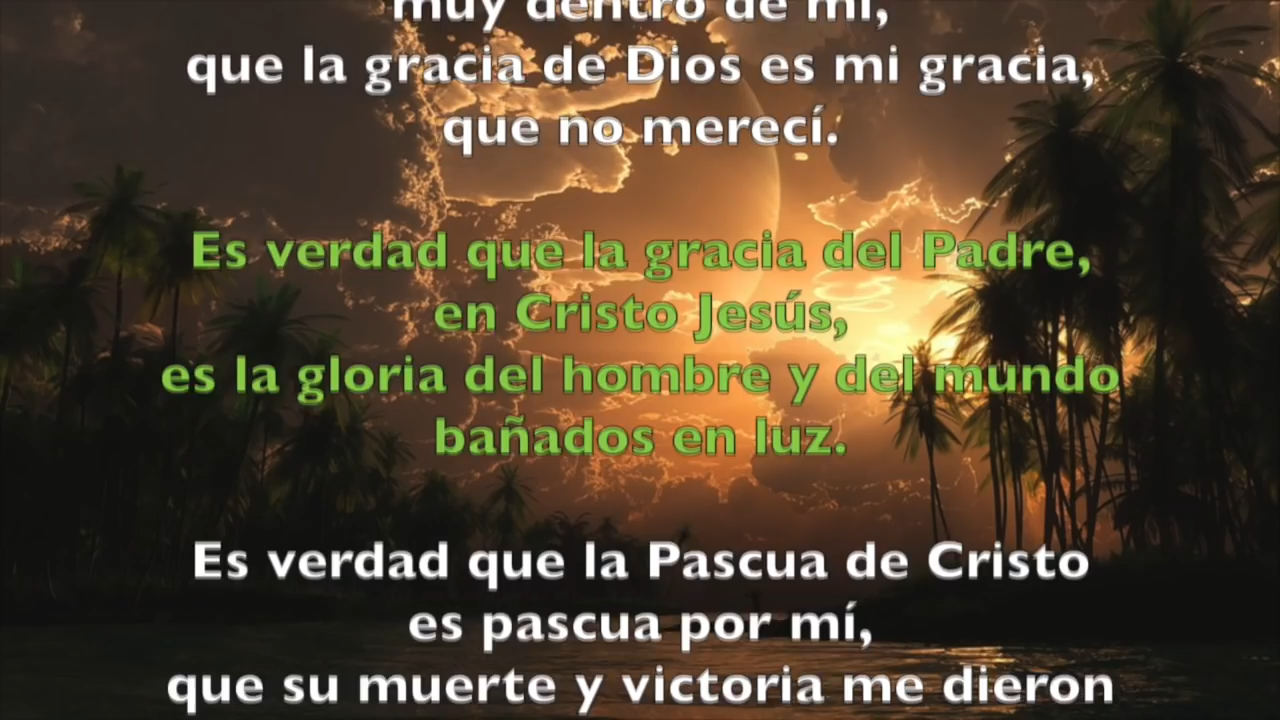 muy dentro de mí,
que la gracia de Dios es mi gracia,
que no merecí.
Es verdad que la gracia del Padre,
en Cristo Jesús,
es la gloria del hombre y del mundo
bañados en luz.
Es verdad que la Pascua de Cristo
es pascua por mí,
que su muerte y victoria me dieron